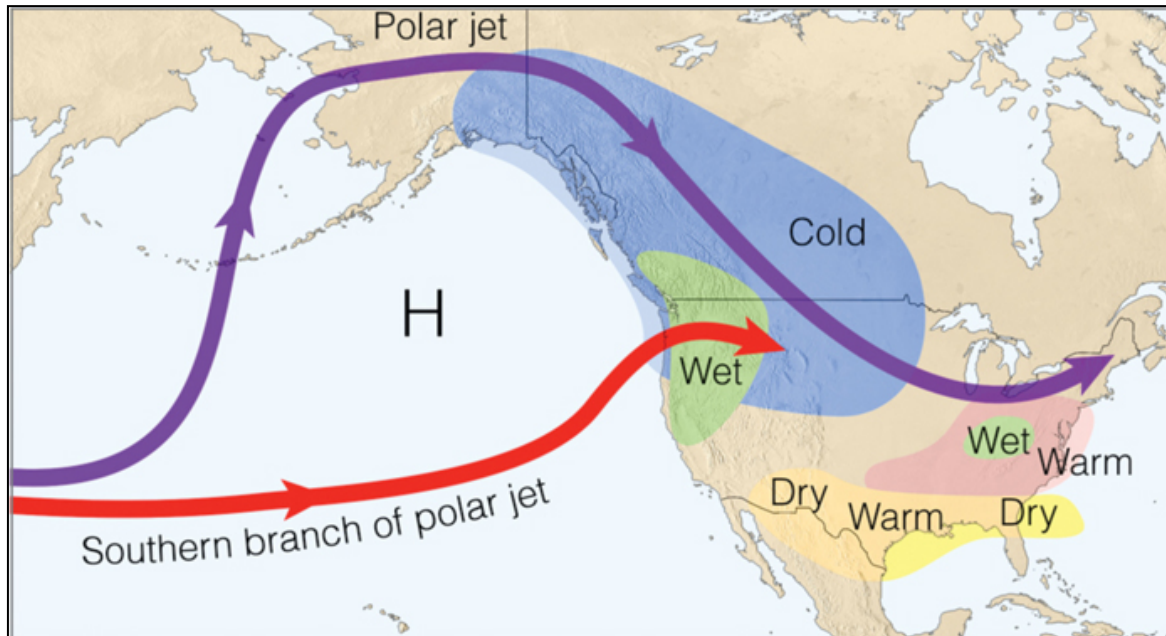 Polar jet
Cold
H
Wet
Wet
Warm
Dry
Warm
Dry
Southern branch of polar jet